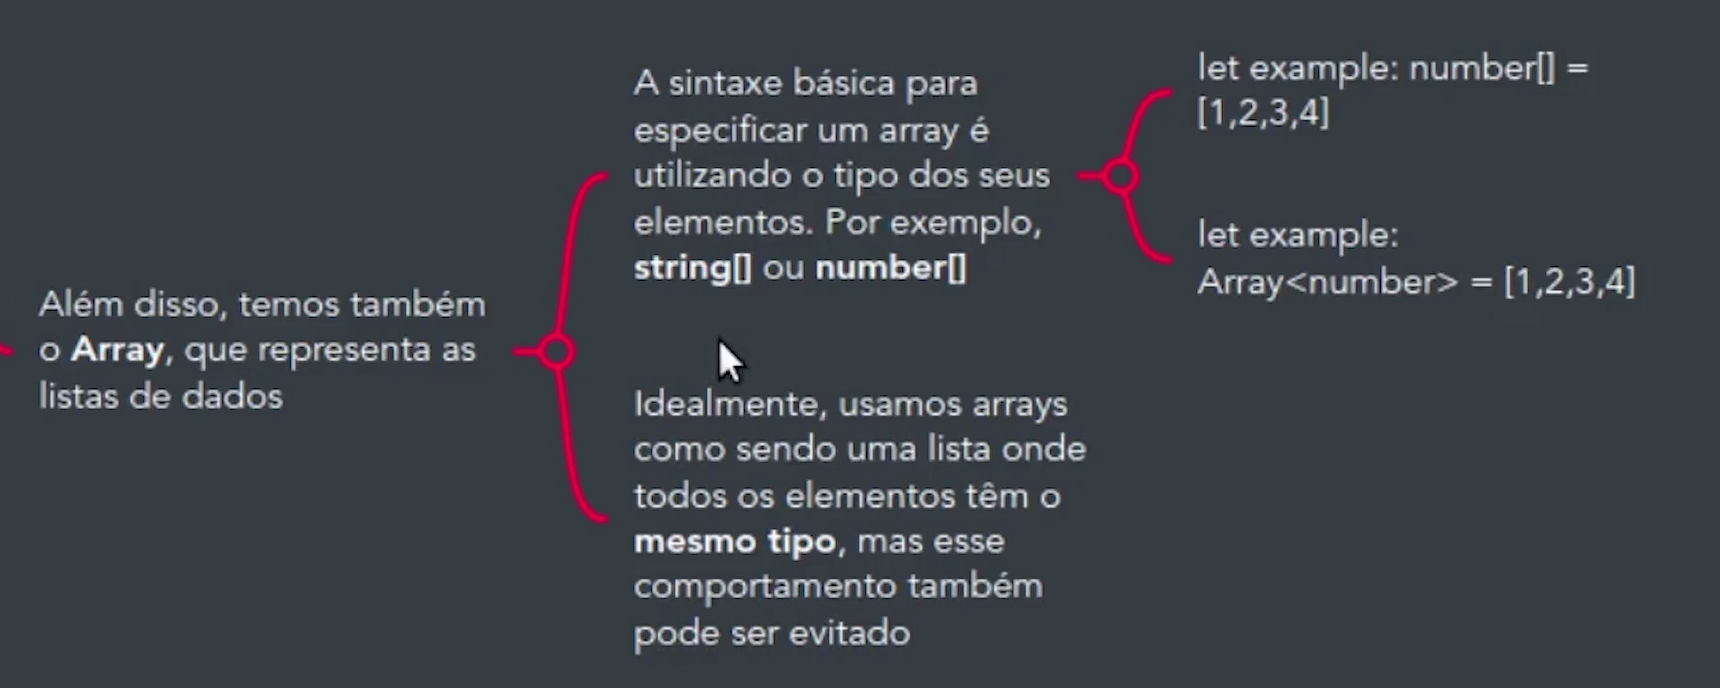 Além disso, temos também
o Array, que representa as
listas de dados
A sintaxe básica para
especificar um array é
utilizando o tipo dos seus
elementos. Por exemplo,
string[] ou number[]
let example: number[] =
[1,2,3,4]
let example:
Array<number> = [1,2,3,4]
Idealmente, usamos arrays
como sendo uma lista onde
todos os elementos têm o
mesmo tipo, mas esse
comportamento também
pode ser evitado